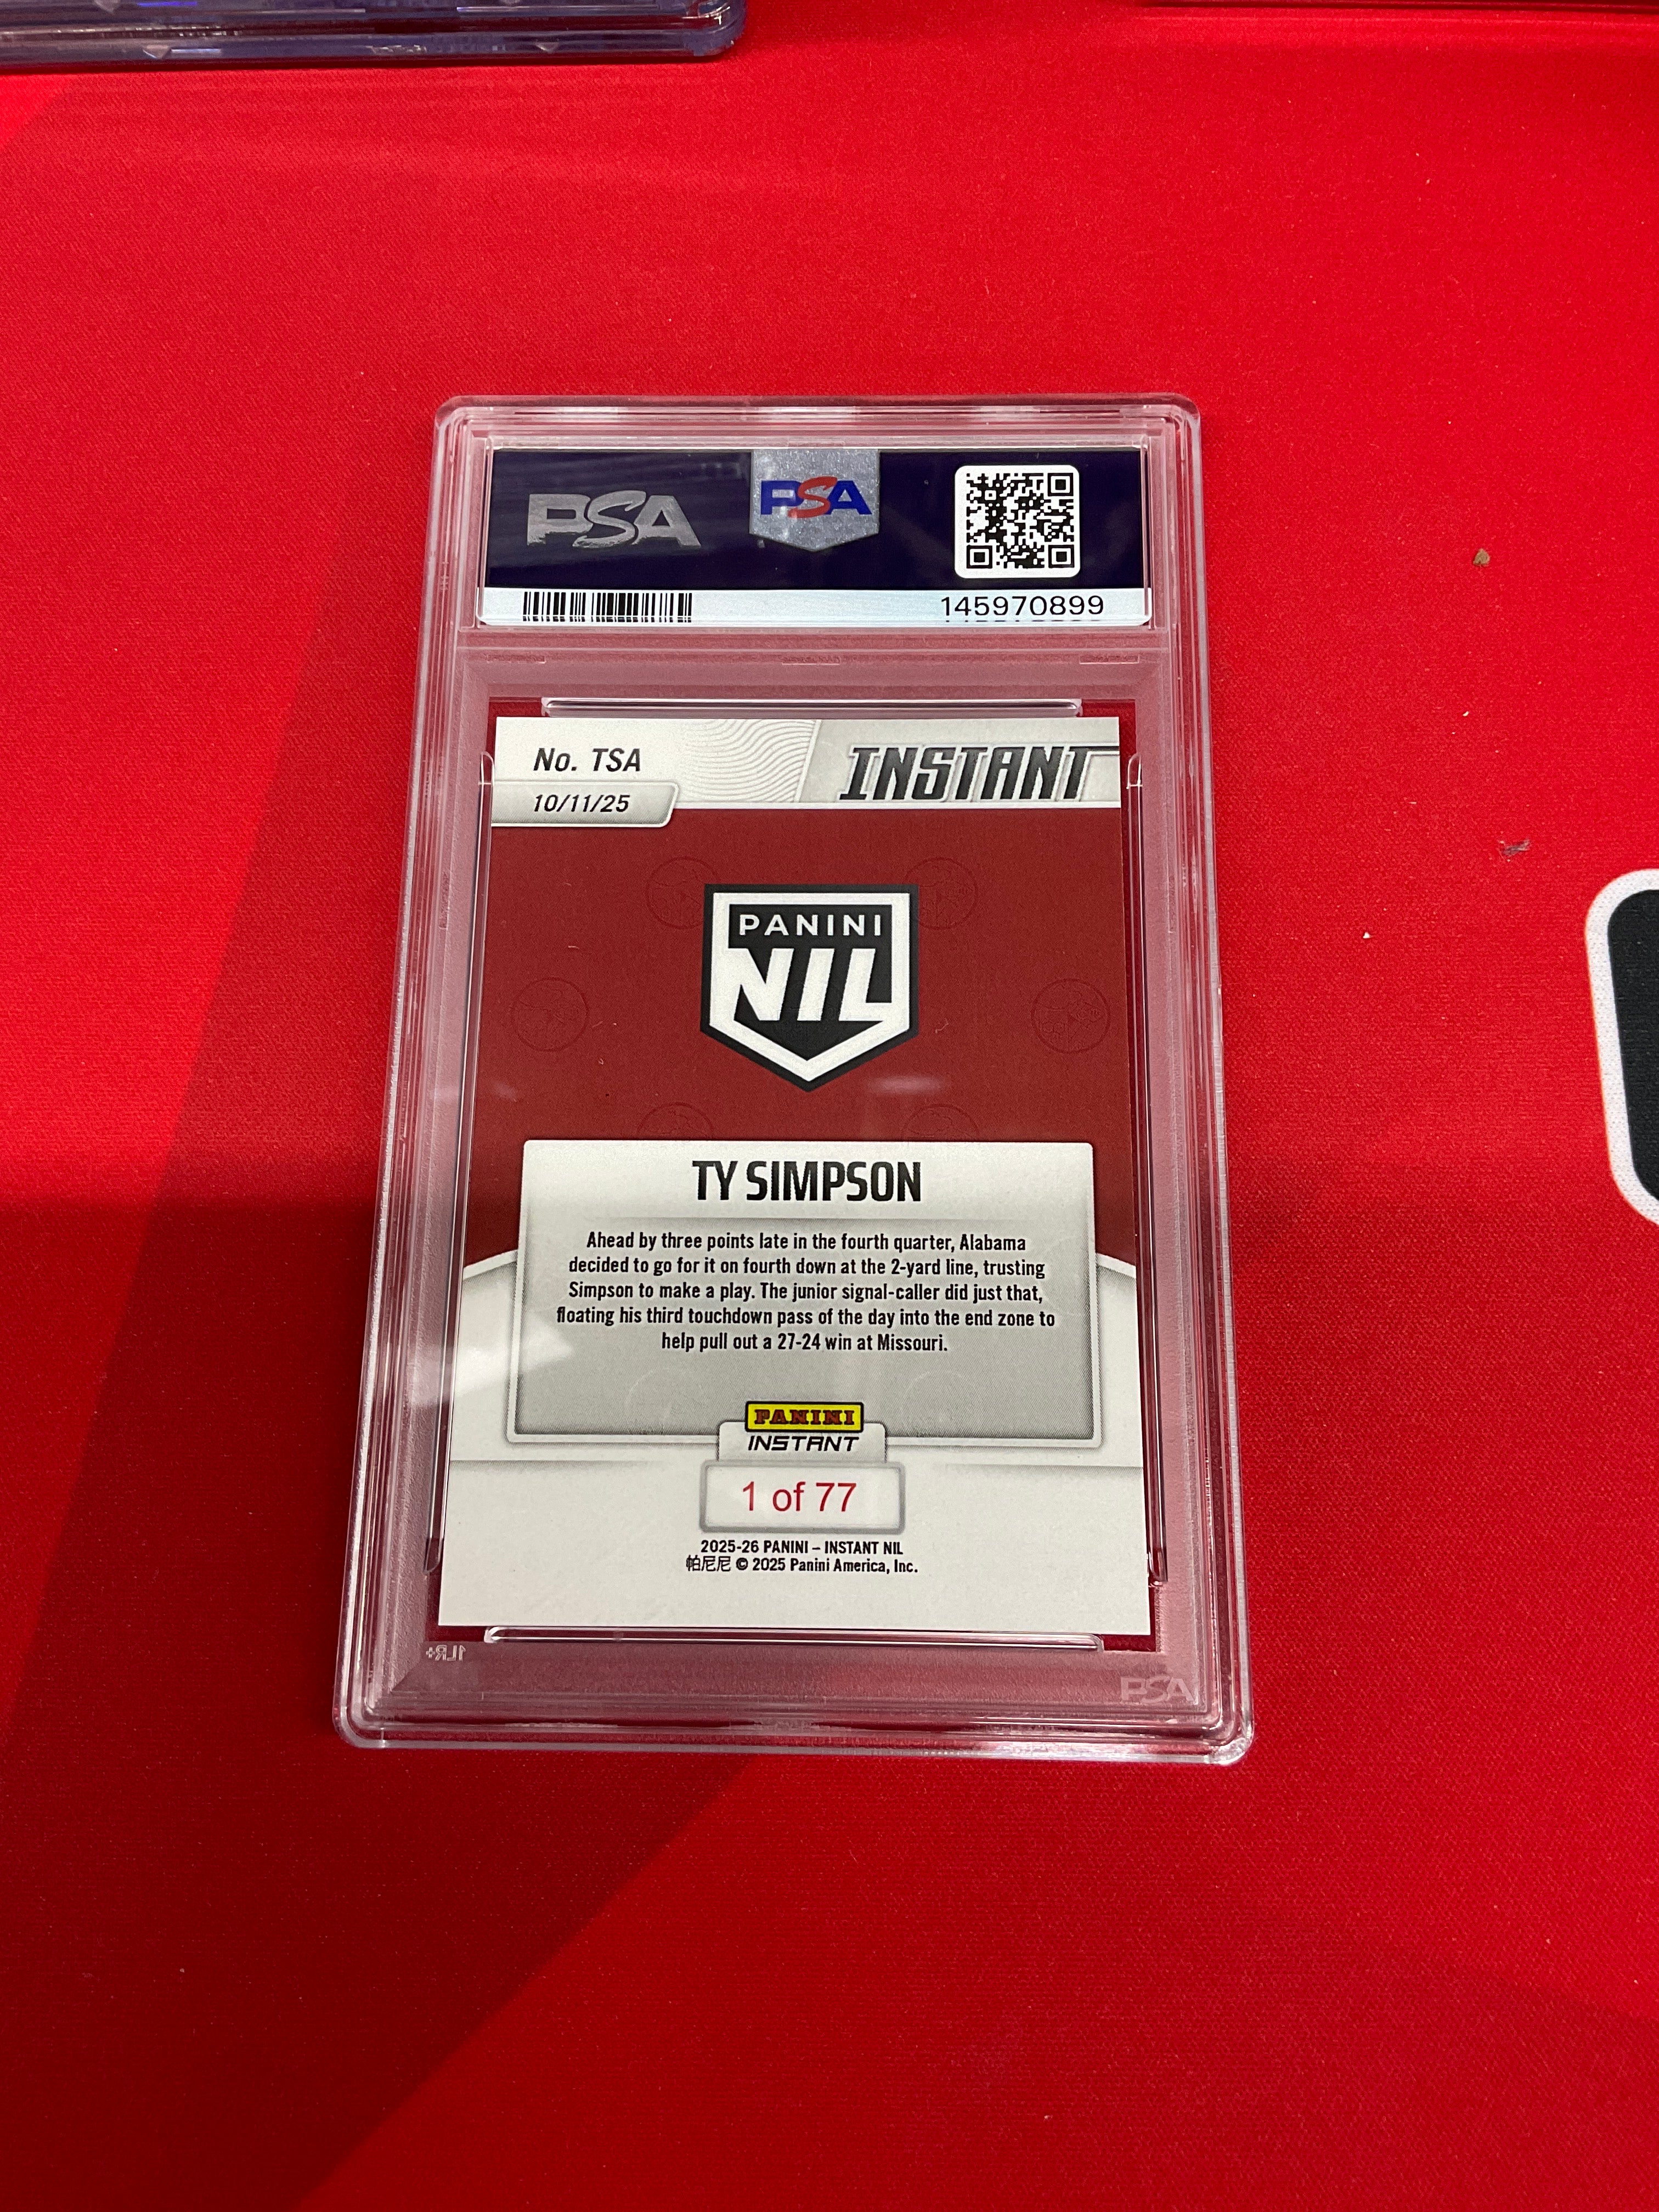 PSA
PSA
145970899
No. TSA
INSTANT
10/11/25
PANINI
NIL
TY SIMPSON
Ahead by three points late in the fourth quarter, Alabama
decided to go for it on fourth down at the 2-yard line, trusting
Simpson to make a play. The junior signal-caller did just that,
floating his third touchdown pass of the day into the end zone to
help pull out a 27-24 win at Missouri.
PANINI
INSTANT
1 of 77
2025-26 PANINI – INSTANT NIL
帕尼尼 © 2025 Panini America, Inc.
1LR+
PSA